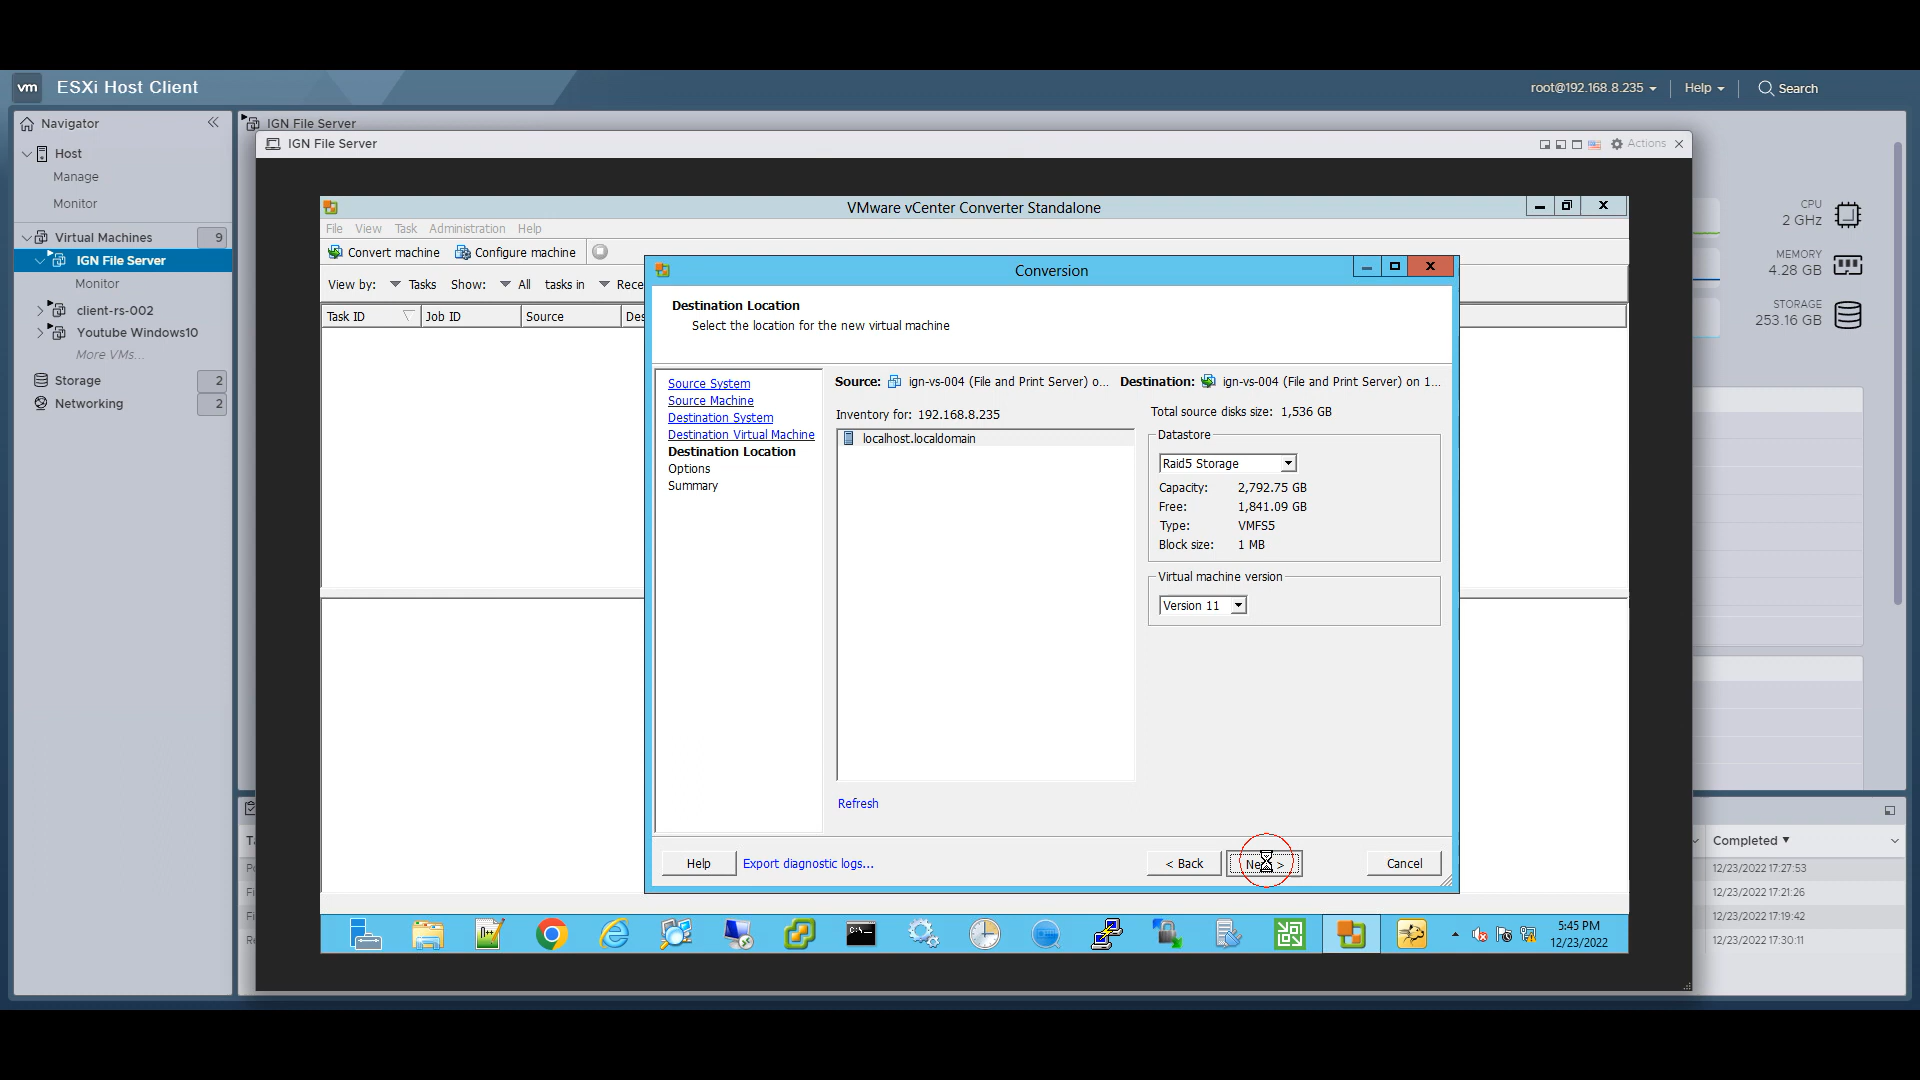 vm ESXi Host Client
root@192.168.8.235
Help
Search
Navigator
Host
Manage
Monitor
Virtual Machines 9
IGN File Server
Monitor
client-rs-002
Youtube Windows10
More VMs...
Storage 2
Networking 2
IGN File Server
IGN File Server
Actions
CPU
2 GHz
MEMORY
4.28 GB
STORAGE
253.16 GB
VMware vCenter Converter Standalone
File View Task Administration Help
Convert machine Configure machine
View by: Tasks Show: All tasks in
Task ID Job ID Source
Conversion
Destination Location
Select the location for the new virtual machine
Source System
Source Machine
Destination System
Destination Virtual Machine
Destination Location
Options
Summary
Source: ign-vs-004 (File and Print Server) o... Destination: ign-vs-004 (File and Print Server) on 1...
Inventory for: 192.168.8.235
localhost.localdomain
Refresh
Total source disks size: 1,536 GB
Datastore
Raid5 Storage
Capacity: 2,792.75 GB
Free: 1,841.09 GB
Type: VMFS5
Block size: 1 MB
Virtual machine version
Version 11
Help Export diagnostic logs... < Back Cancel
Completed
12/23/2022 17:27:53
12/23/2022 17:21:26
12/23/2022 17:19:42
12/23/2022 17:30:11
5:45 PM
12/23/2022